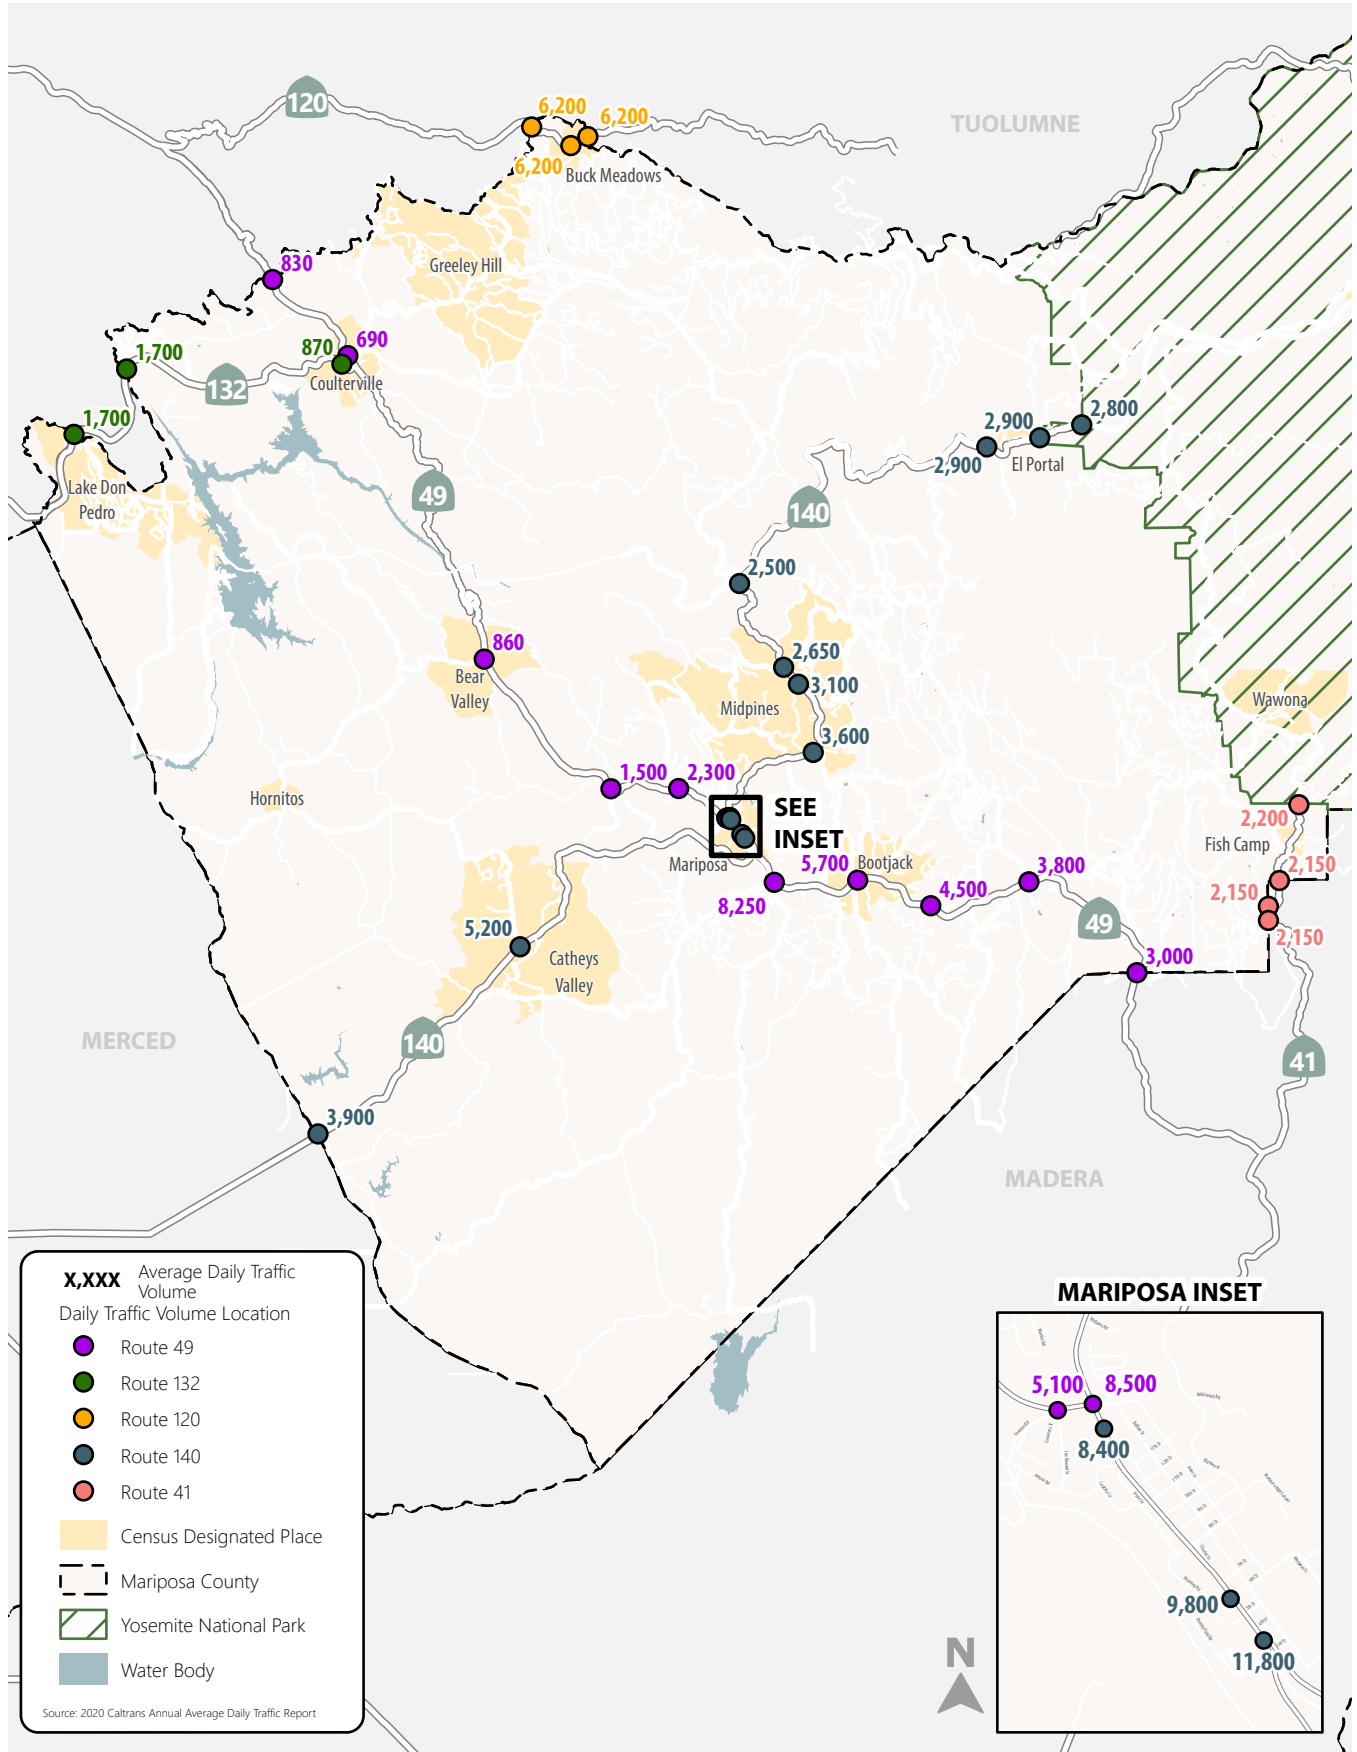 120
6,200
6,200
6,200
TUOLUMNE
Buck Meadows
Greeley Hill
830
690
870
1,700
132
Coulterville
1,700
2,800
2,900
2,900
El Portal
Lake Don
Pedro
49
140
2,500
860
2,650
3,100
Bear
Valley
Midpines
Wawona
3,600
1,500
2,300
Hornitos
SEE
INSET
2,200
Fish Camp
Mariposa
5,700
Bootjack
3,800
2,150
4,500
2,150
8,250
49
2,150
5,200
Catheys
Valley
3,000
MERCED
140
41
3,900
MADERA
X,XXX Average Daily Traffic
Volume
Daily Traffic Volume Location
Route 49
Route 132
Route 120
Route 140
Route 41
Census Designated Place
Mariposa County
Yosemite National Park
Water Body
Source: 2020 Caltrans Annual Average Daily Traffic Report
N
MARIPOSA INSET
5,100
8,500
8,400
9,800
11,800